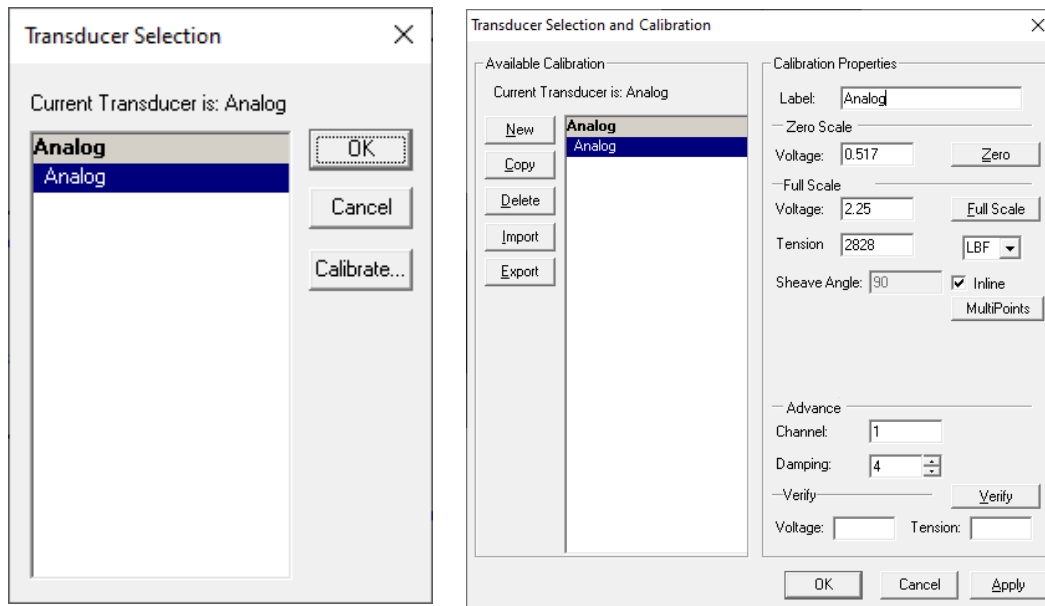 Transducer Selection
Current Transducer is: Analog
Analog
Analog
OK
Cancel
Calibrate...
Transducer Selection and Calibration
Available Calibration
Current Transducer is: Analog
New
Copy
Delete
Import
Export
Analog
Analog
Calibration Properties
Label: Analog
Zero Scale
Voltage: 0.517 Zero
Full Scale
Voltage: 2.25 Full Scale
Tension 2828 LBF
Sheave Angle: 90 Inline
MultiPoints
Advance
Channel: 1
Damping: 4
Verify Verify
Voltage: Tension:
OK Cancel Apply